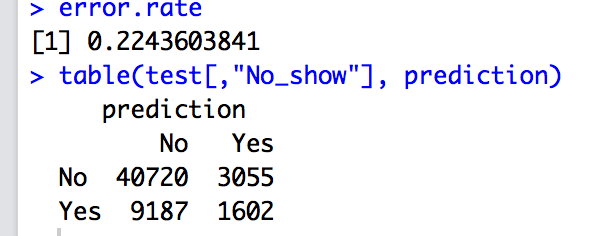 > error.rate
[1] 0.2243603841
> table(test[,"No_show"], prediction)
prediction
No Yes
No 40720 3055
Yes 9187 1602